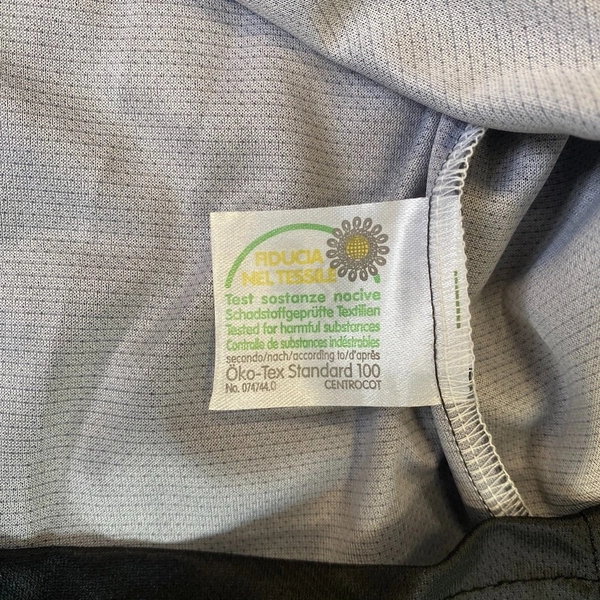 FIDUCIA
NEL TESSILE
Test sostanze nocive
Schadstoffgeprüfte Textilien
Tested for harmful substances
Controlle de substances indésirables
secondo/nach/according to/d'après
Öko-Tex Standard 100
No. 074744.0 CENTROCOT